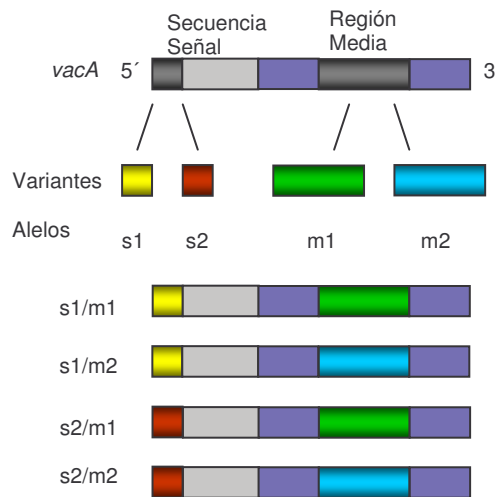 Secuencia Señal
Región Media
vacA 5´ 3
Variantes
Alelos
s1 s2 m1 m2
s1/m1
s1/m2
s2/m1
s2/m2